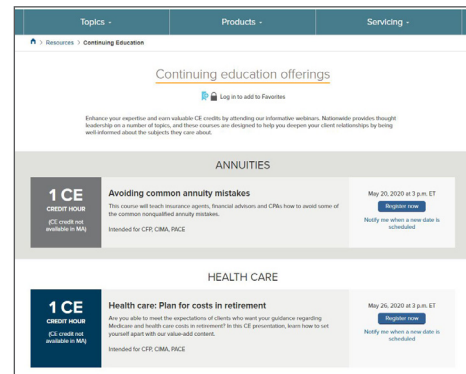 Topics -
Products -
Servicing -
> Resources > Continuing Education
Continuing education offerings
Log in to add to Favorites
Enhance your expertise and earn valuable CE credits by attending our informative webinars. Nationwide provides thought
leadership on a number of topics, and these courses are designed to help you deepen your client relationships by being
well-informed about the subjects they care about.
ANNUITIES
1 CE
CREDIT HOUR
(CE credit not
available in MA)
Avoiding common annuity mistakes
This course will teach insurance agents, financial advisors and CPAs how to avoid some of
the common nonqualified annuity mistakes.
Intended for CFP, CIMA, PACE
May 20, 2020 at 3 p.m. ET
Register now
Notify me when a new date is
scheduled
HEALTH CARE
1 CE
CREDIT HOUR
(CE credit not
available in MA)
Health care: Plan for costs in retirement
Are you able to meet the expectations of clients who want your guidance regarding
Medicare and health care costs in retirement? In this CE presentation, learn how to set
yourself apart with our value-add content.
Intended for CFP, CIMA, PACE
May 26, 2020 at 3 p.m. ET
Register now
Notify me when a new date is
scheduled